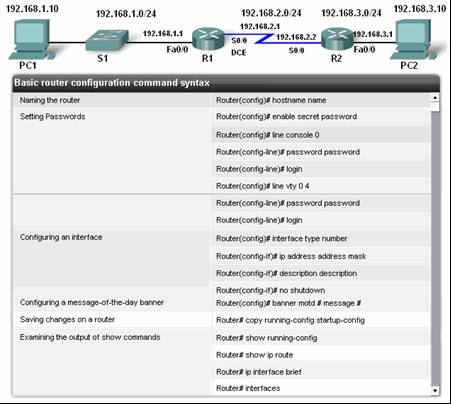 192.168.1.10
192.168.1.0/24
192.168.2.0/24
192.168.3.0/24
192.168.3.10
192.168.1.1
192.168.2.1
192.168.2.2
192.168.3.1
Fa0/0
S0/0
DCE
S0/0
Fa0/0
PC1
S1
R1
R2
PC2
Basic router configuration command syntax
Naming the router
Router(config)# hostname name
Setting Passwords
Router(config)# enable secret password
Router(config)# line console 0
Router(config-line)# password password
Router(config-line)# login
Router(config)# line vty 0 4
Router(config-line)# password password
Router(config-line)# login
Configuring an interface
Router(config)# interface type number
Router(config-if)# ip address address mask
Router(config-if)# description description
Router(config-if)# no shutdown
Configuring a message-of-the-day banner
Router(config)# banner motd # message #
Saving changes on a router
Router# copy running-config startup-config
Examining the output of show commands
Router# show running-config
Router# show ip route
Router# ip interface brief
Router# interfaces